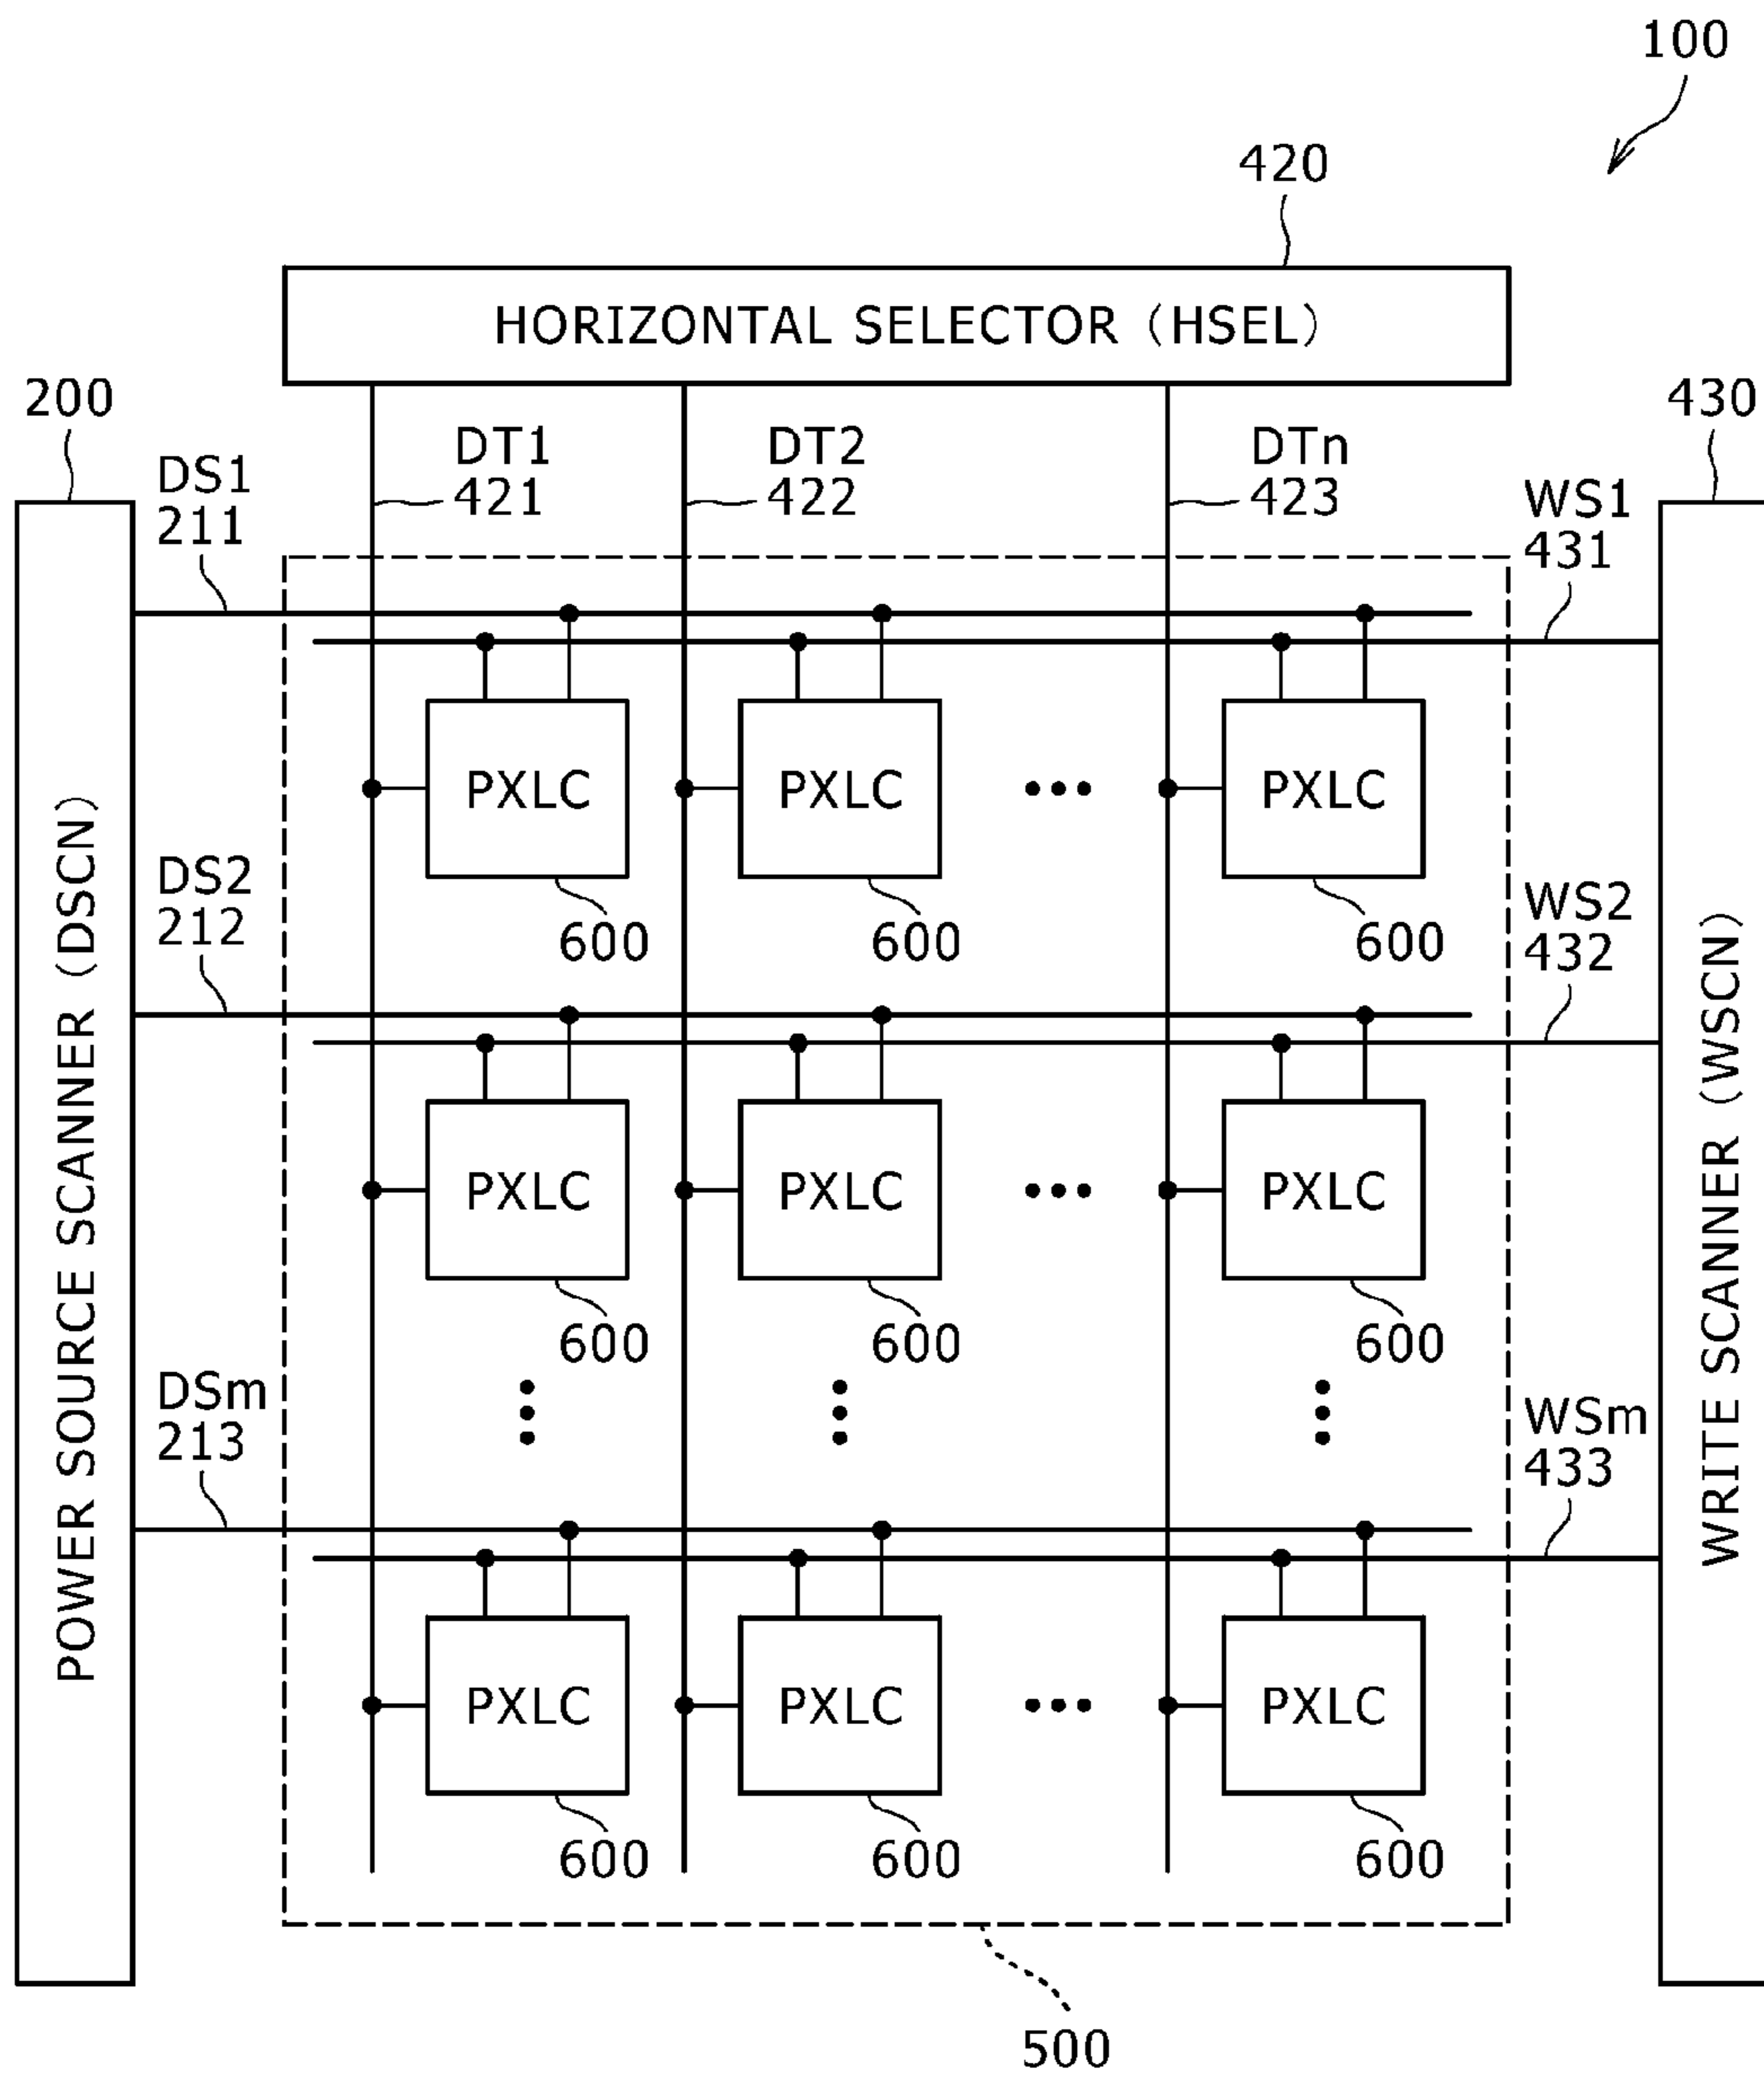 100
420
HORIZONTAL SELECTOR (HSEL)
200
430
DT1
421
DT2
422
DTn
423
DS1
211
WS1
431
PXLC
PXLC
PXLC
600
600
600
DS2
212
WS2
432
PXLC
PXLC
PXLC
600
600
600
DSm
213
WSm
433
PXLC
PXLC
PXLC
600
600
600
POWER SOURCE SCANNER (DSCN)
WRITE SCANNER (WSCN)
500